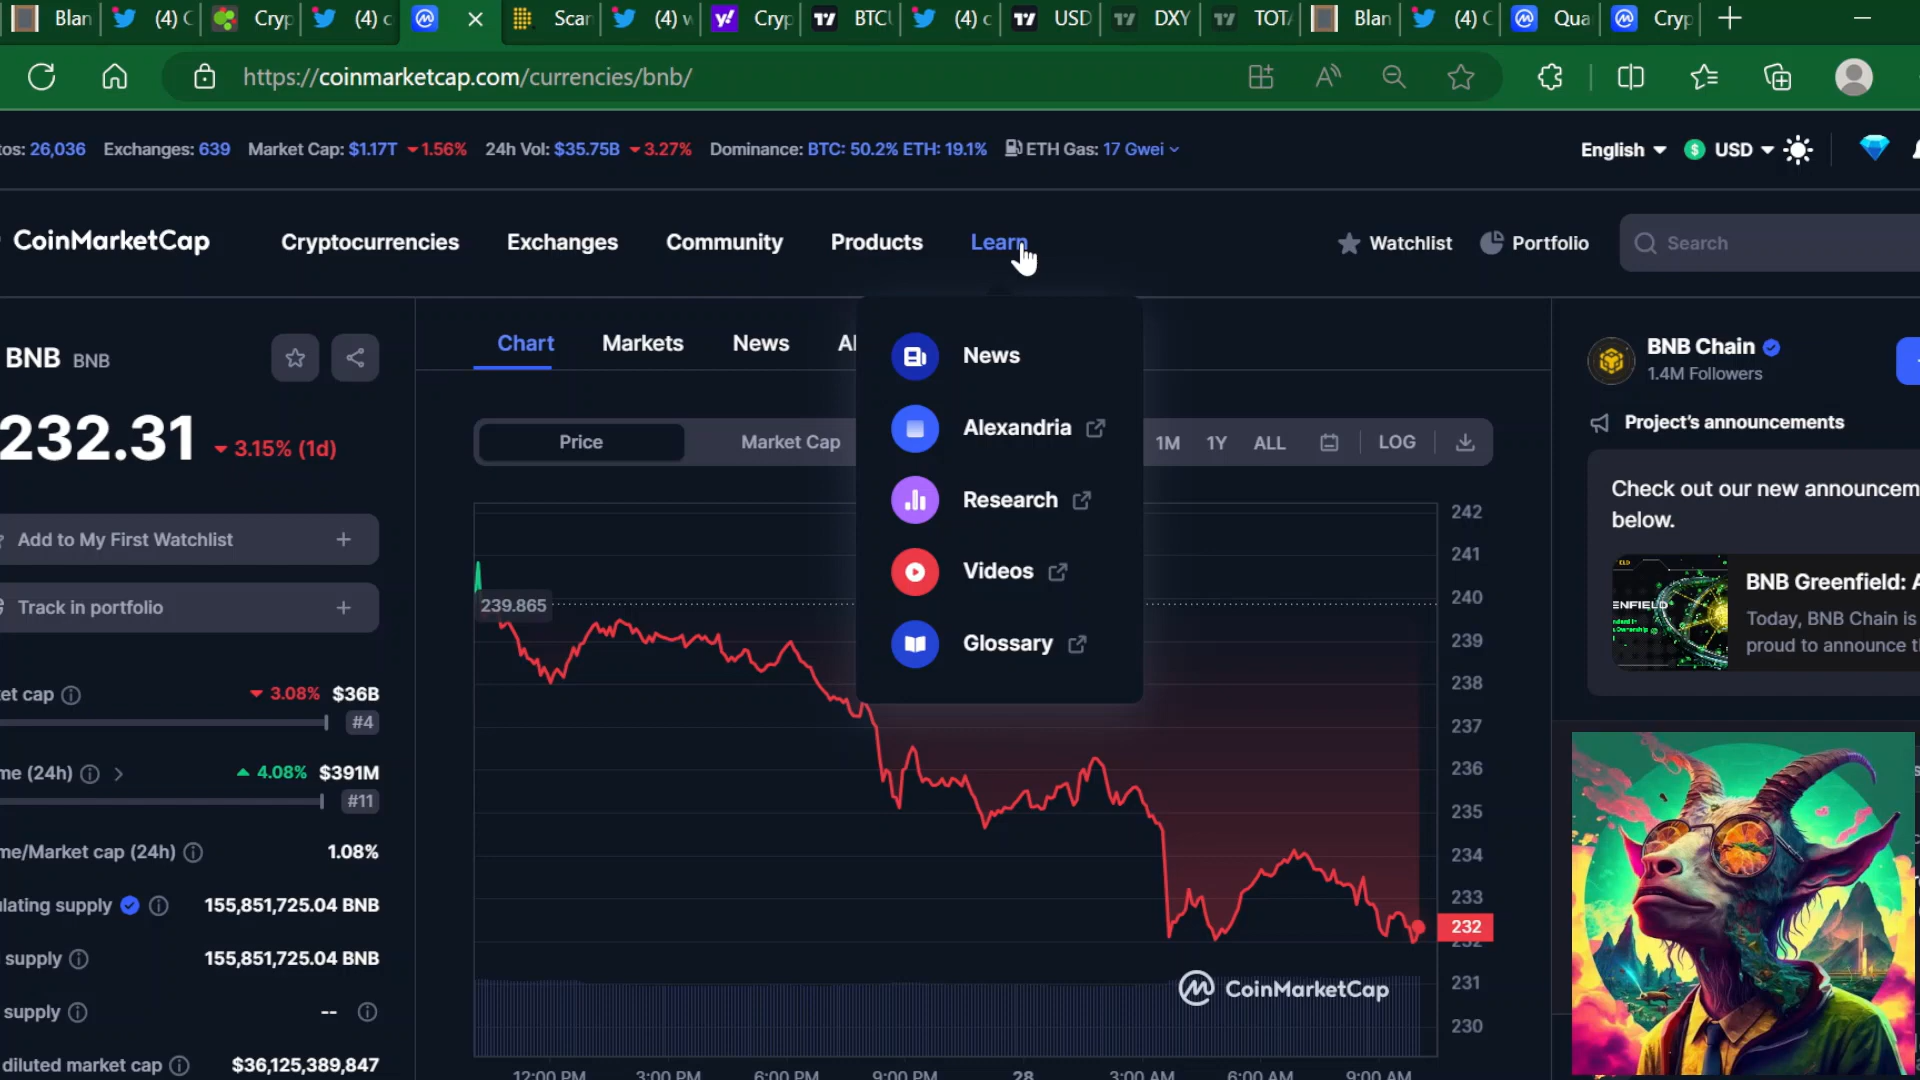 Blan (4) C Cryp (4) c Scar (4) v Cryp BTCU (4) c USD DXY TOTA Blan (4) C Qua Cryp
https://coinmarketcap.com/currencies/bnb/
tos: 26,036 Exchanges: 639 Market Cap: $1.17T 1.56% 24h Vol: $35.75B 3.27% Dominance: BTC: 50.2% ETH: 19.1% ETH Gas: 17 Gwei English USD
CoinMarketCap Cryptocurrencies Exchanges Community Products Learn Watchlist Portfolio Search
BNB BNB
232.31 3.15% (1d)
Add to My First Watchlist +
Track in portfolio +
et cap 3.08% $36B
#4
me (24h) 4.08% $391M
#11
me/Market cap (24h) 1.08%
lating supply 155,851,725.04 BNB
supply 155,851,725.04 BNB
supply --
diluted market cap $36,125,389,847
Chart Markets News Al
Price Market Cap 1M 1Y ALL LOG
News
Alexandria
Research
Videos
Glossary
239.865
242
241
240
239
238
237
236
235
234
233
232
232
231
230
CoinMarketCap
12:00 PM 3:00 PM 6:00 PM 9:00 PM 28 3:00 AM 6:00 AM 9:00 AM
BNB Chain
1.4M Followers
Project's announcements
Check out our new announcem
below.
ENFIELD
BNB Greenfield: A
Today, BNB Chain is
proud to announce t